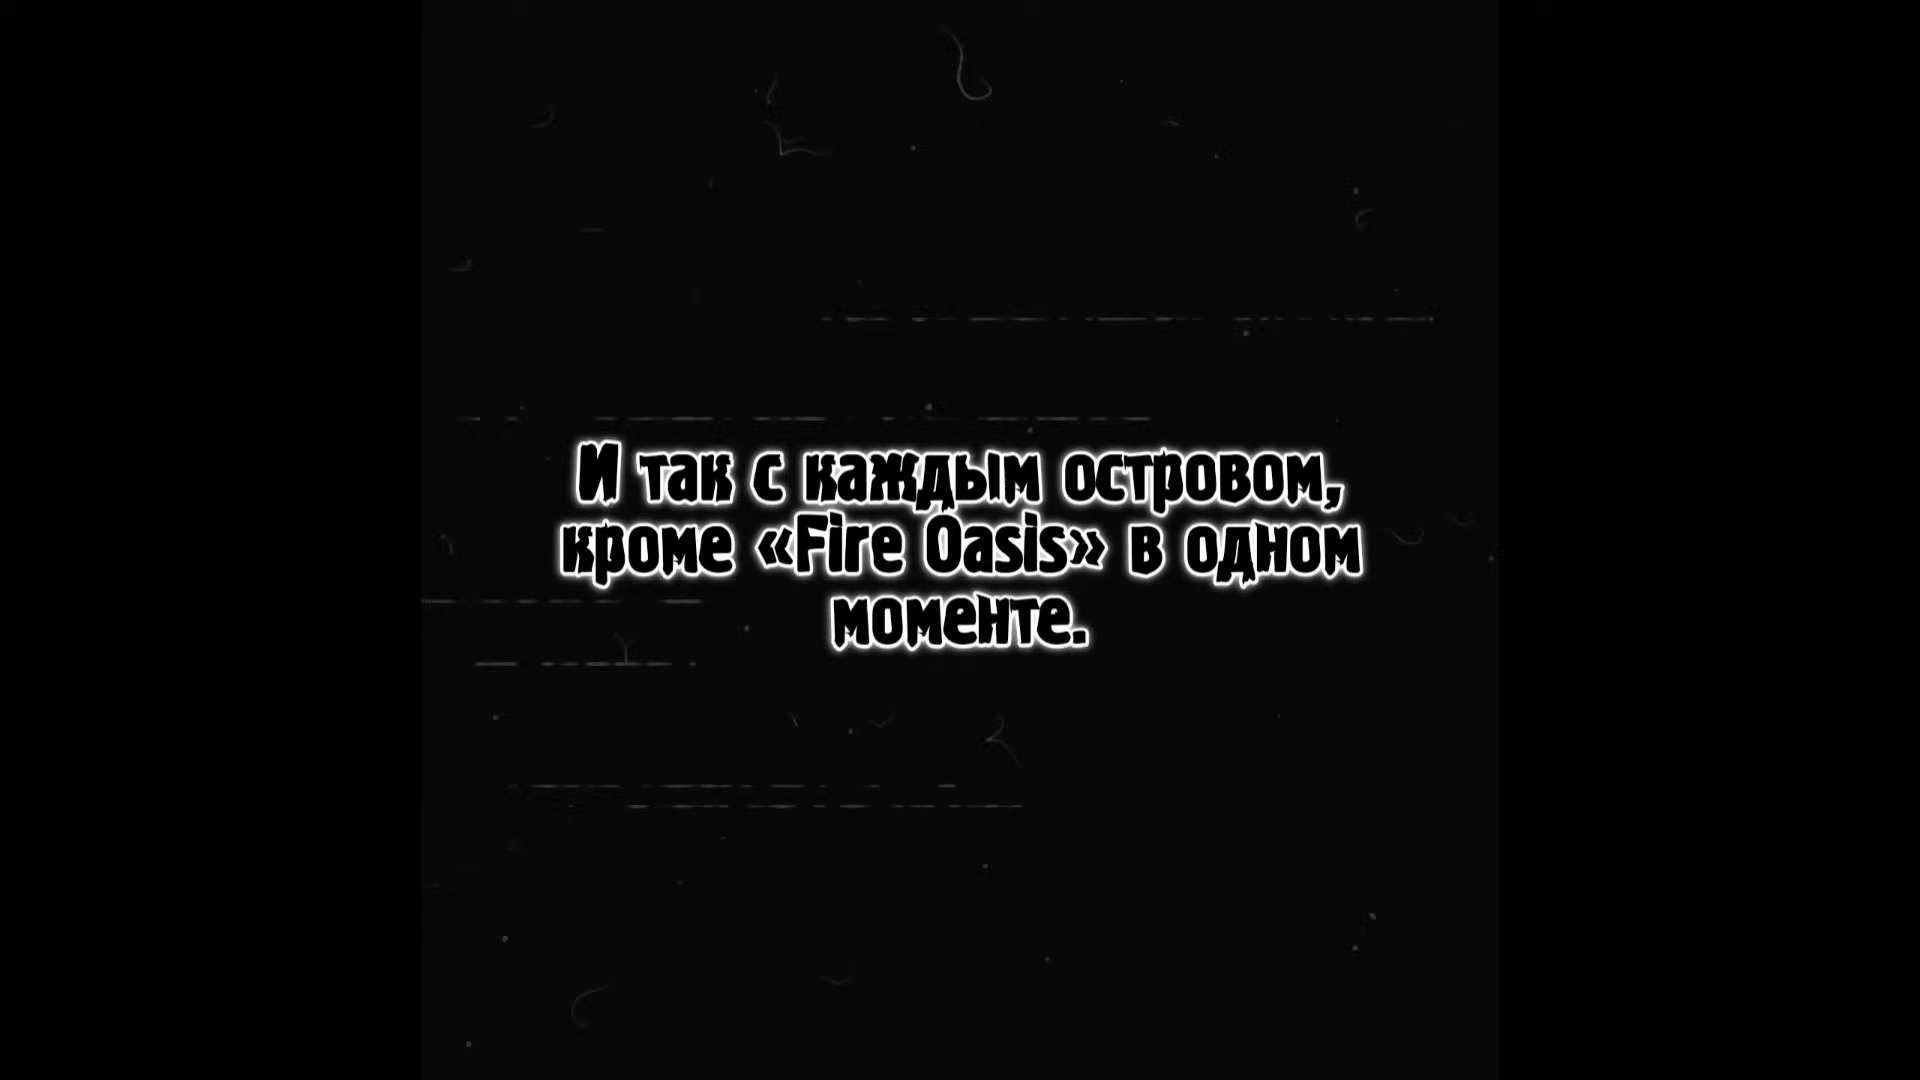 И так с каждым островом,
кроме «Fire Oasis» в одном
моменте.